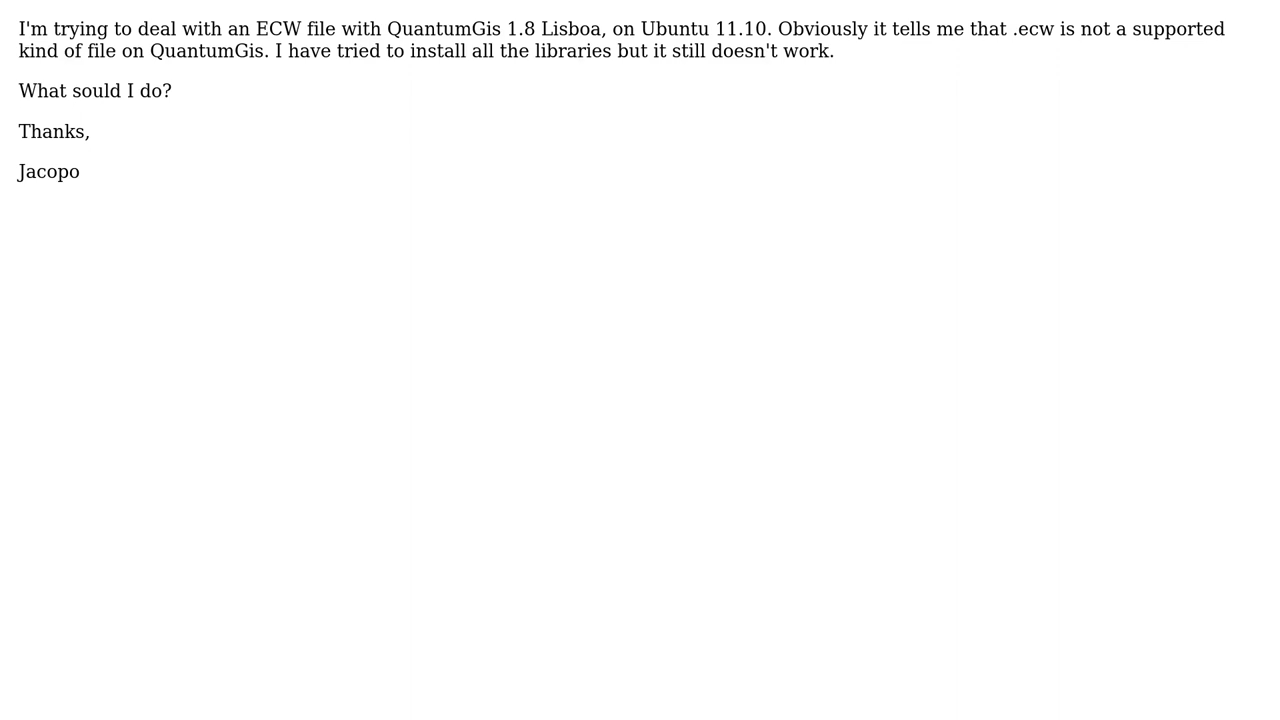 I'm trying to deal with an ECW file with QuantumGis 1.8 Lisboa, on Ubuntu 11.10. Obviously it tells me that .ecw is not a supported
kind of file on QuantumGis. I have tried to install all the libraries but it still doesn't work.
What sould I do?
Thanks,
Jacopo